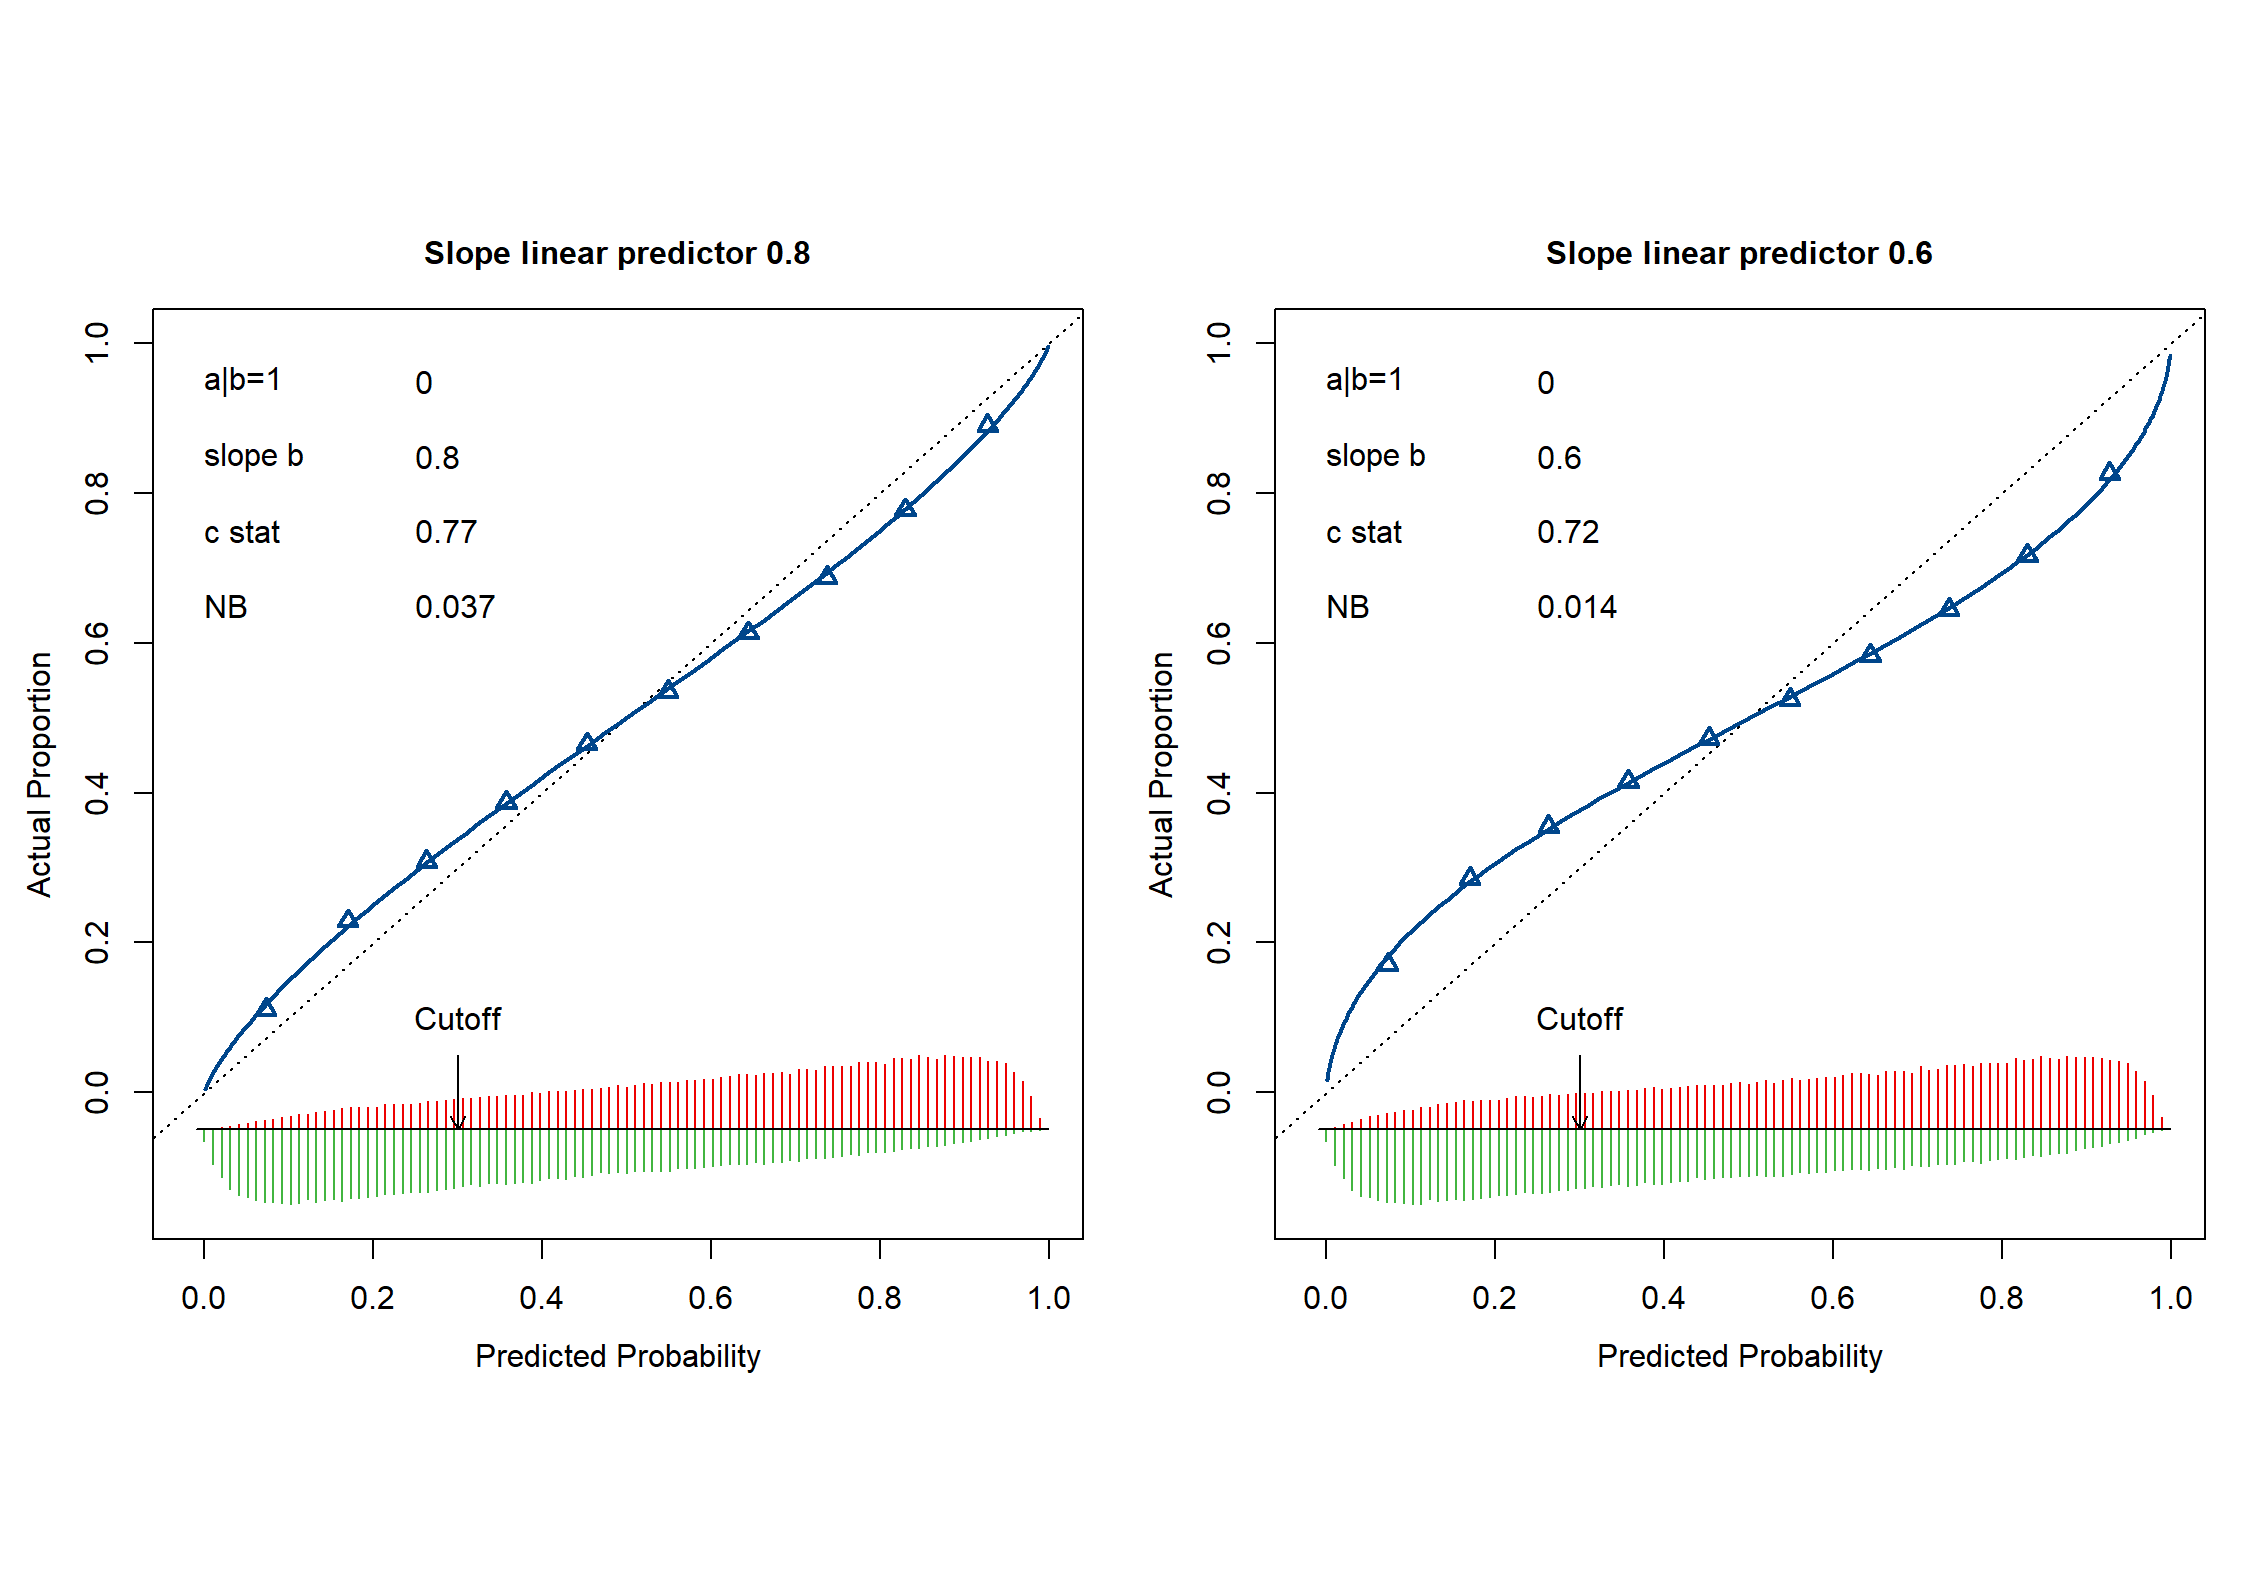 Slope linear predictor 0.8
a|b=1 0
slope b 0.8
c stat 0.77
NB 0.037
Cutoff
Actual Proportion
0.0 0.2 0.4 0.6 0.8 1.0
0.0 0.2 0.4 0.6 0.8 1.0
Predicted Probability
Slope linear predictor 0.6
a|b=1 0
slope b 0.6
c stat 0.72
NB 0.014
Cutoff
Actual Proportion
0.0 0.2 0.4 0.6 0.8 1.0
0.0 0.2 0.4 0.6 0.8 1.0
Predicted Probability